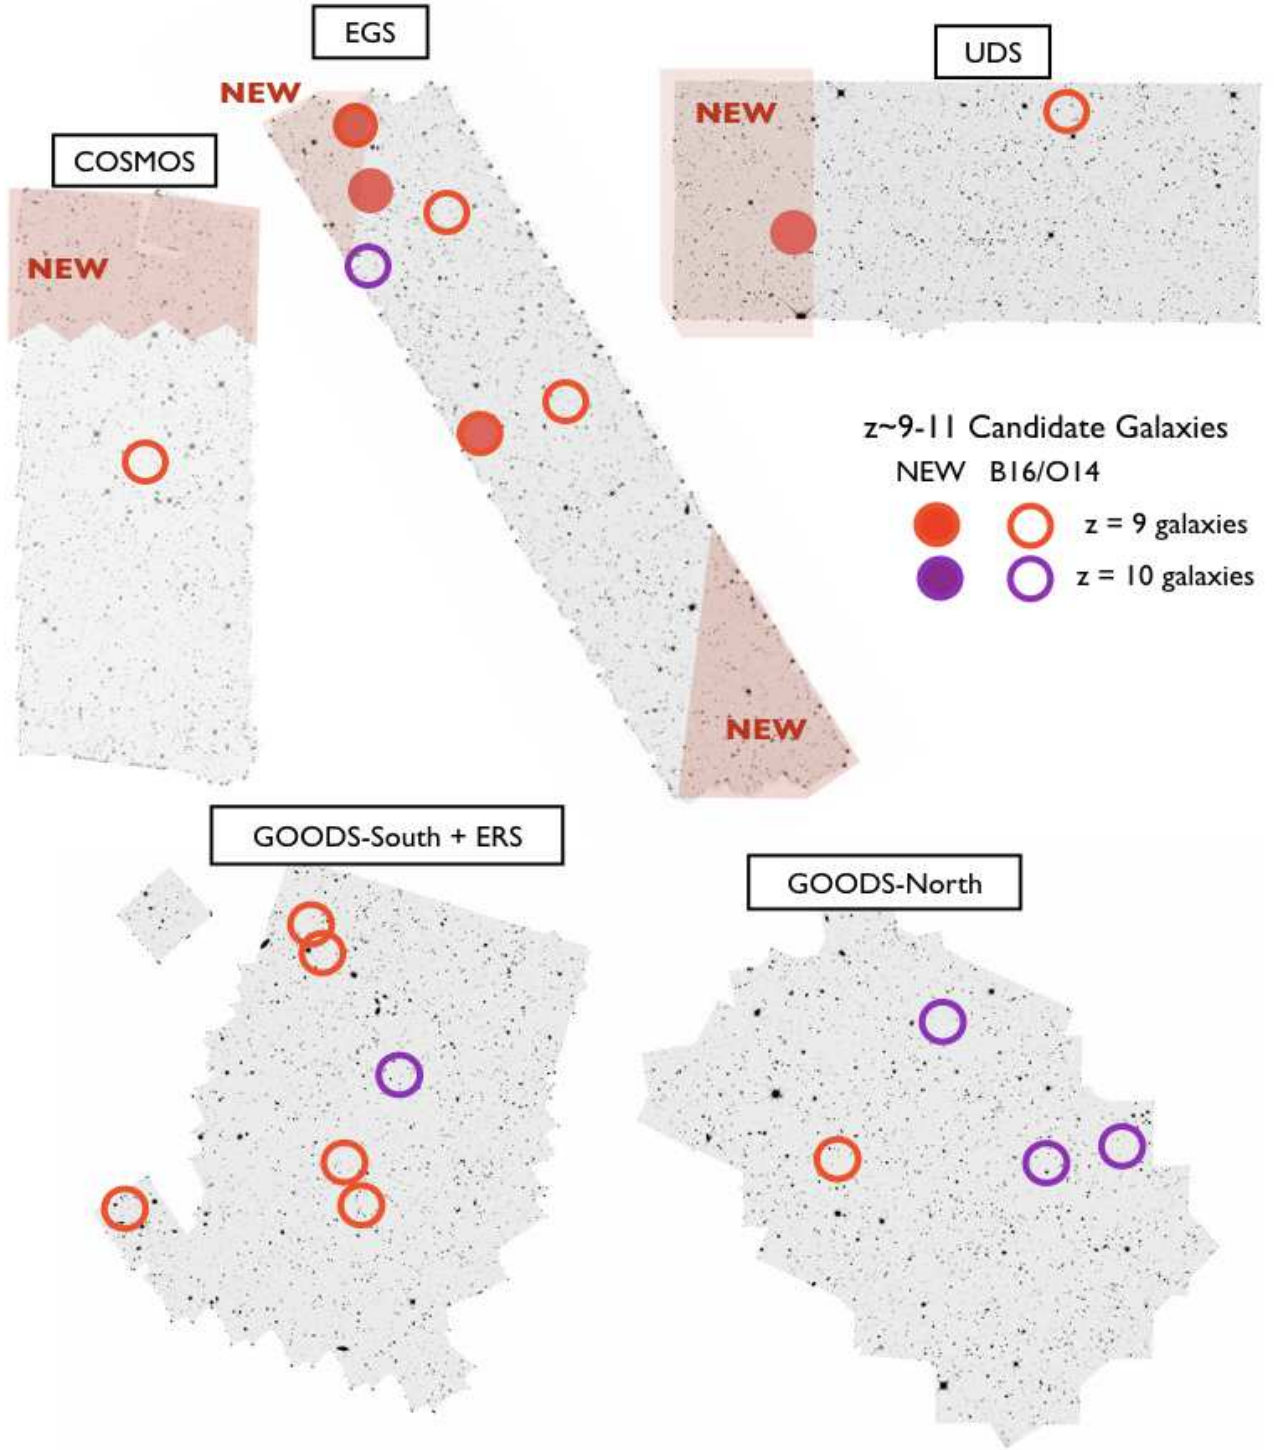 EGS
UDS
NEW
NEW
COSMOS
NEW
z~9-11 Candidate Galaxies
NEW B16/O14
z = 9 galaxies
z = 10 galaxies
NEW
GOODS-South + ERS
GOODS-North